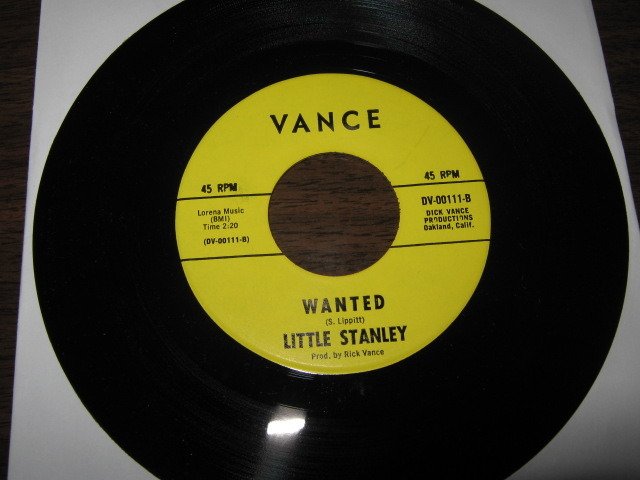 VANCE
45 RPM
45 RPM
Lorena Music
(BMI)
Time 2:20
(DV-00111-B)
DV-00111-B
DICK VANCE
PRODUCTIONS
Oakland, Calif.
WANTED
(S. Lippitt)
LITTLE STANLEY
Prod. by Rick Vance